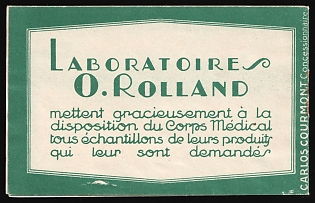 LABORATOIRES
O. ROLLAND
mettent gracieusement à la
disposition du Corps Médical
tous échantillons de leurs produits
qui leur sont demandés
CARLOS COURMONT Concessionnaire